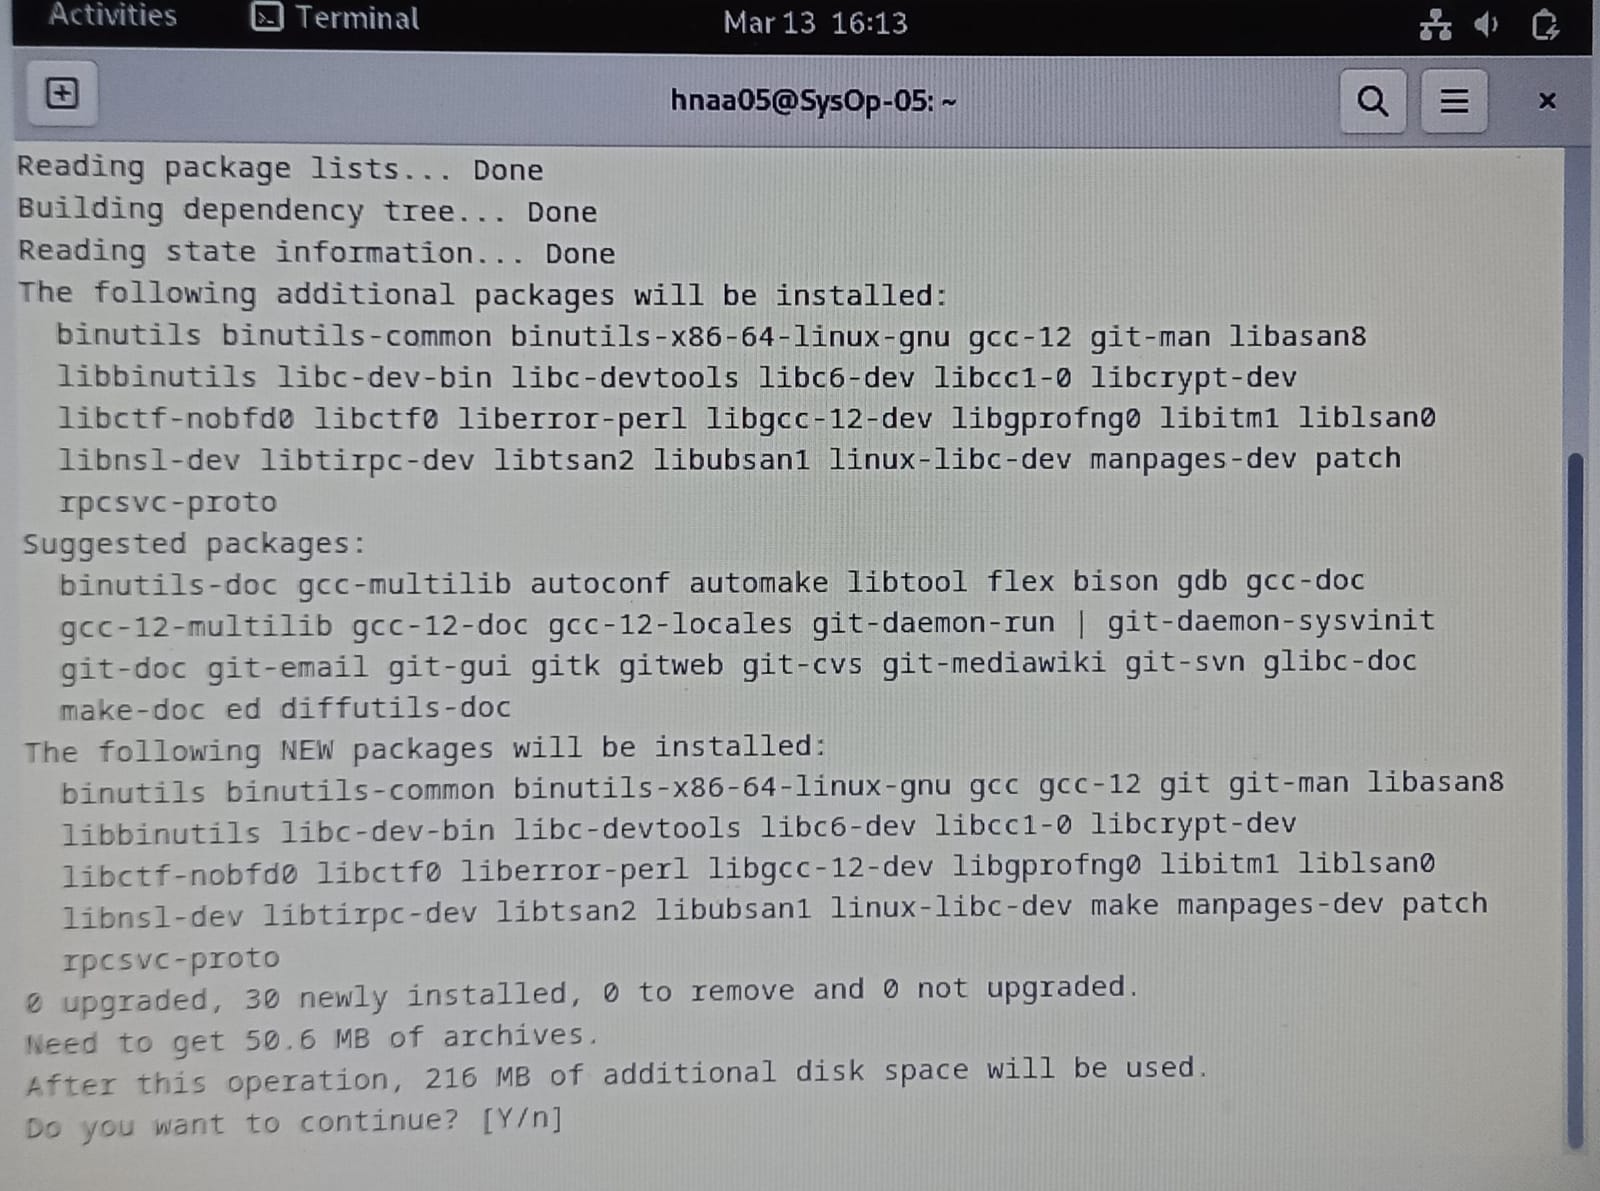 Activities Terminal Mar 13 16:13
hnaa05@SysOp-05: ~
Reading package lists... Done
Building dependency tree... Done
Reading state information... Done
The following additional packages will be installed:
binutils binutils-common binutils-x86-64-linux-gnu gcc-12 git-man libasan8
libbinutils libc-dev-bin libc-devtools libc6-dev libcc1-0 libcrypt-dev
libctf-nobfd0 libctf0 liberror-perl libgcc-12-dev libgprofng0 libitm1 liblsan0
libnsl-dev libtirpc-dev libtsan2 libubsan1 linux-libc-dev manpages-dev patch
rpcsvc-proto
Suggested packages:
binutils-doc gcc-multilib autoconf automake libtool flex bison gdb gcc-doc
gcc-12-multilib gcc-12-doc gcc-12-locales git-daemon-run | git-daemon-sysvinit
git-doc git-email git-gui gitk gitweb git-cvs git-mediawiki git-svn glibc-doc
make-doc ed diffutils-doc
The following NEW packages will be installed:
binutils binutils-common binutils-x86-64-linux-gnu gcc gcc-12 git git-man libasan8
libbinutils libc-dev-bin libc-devtools libc6-dev libcc1-0 libcrypt-dev
libctf-nobfd0 libctf0 liberror-perl libgcc-12-dev libgprofng0 libitm1 liblsan0
libnsl-dev libtirpc-dev libtsan2 libubsan1 linux-libc-dev make manpages-dev patch
rpcsvc-proto
0 upgraded, 30 newly installed, 0 to remove and 0 not upgraded.
Need to get 50.6 MB of archives.
After this operation, 216 MB of additional disk space will be used.
Do you want to continue? [Y/n]